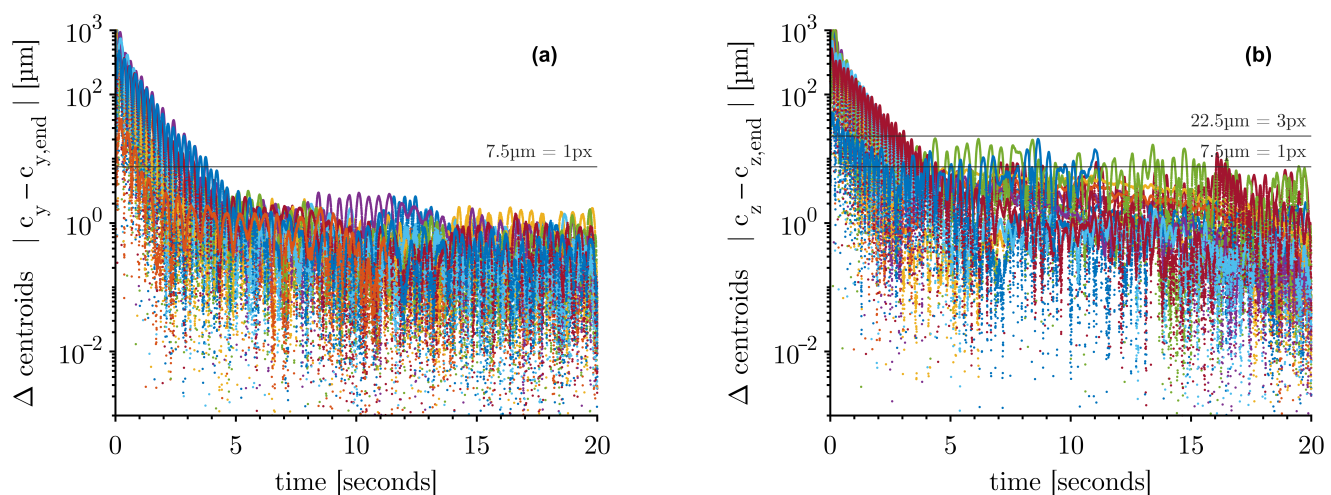 (a)
Δ centroids | c_y − c_{y,end} | [µm]
10^3
10^2
10^0
10^{-2}
7.5µm = 1px
0 5 10 15 20
time [seconds]
(b)
Δ centroids | c_z − c_{z,end} | [µm]
10^3
10^2
10^0
10^{-2}
22.5µm = 3px
7.5µm = 1px
0 5 10 15 20
time [seconds]